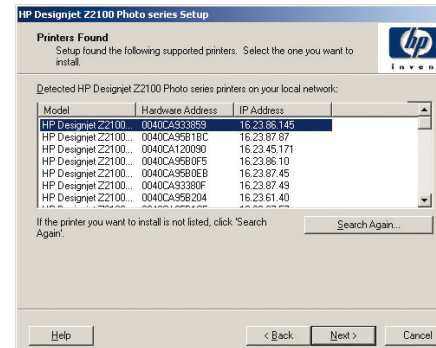 HP Designjet Z2100 Photo series Setup
Printers Found
Setup found the following supported printers. Select the one you want to
install.
hp
i n v e n
Detected HP Designjet Z2100 Photo series printers on your local network:
Model Hardware Address IP Address
HP Designjet Z2100... 0040CA933859 16.23.86.145
HP Designjet Z2100... 0040CA95B1BC 16.23.87.87
HP Designjet Z2100... 0040CA120090 16.23.45.171
HP Designjet Z2100... 0040CA95B0F5 16.23.86.10
HP Designjet Z2100... 0040CA95B0EB 16.23.87.45
HP Designjet Z2100... 0040CA93380F 16.23.87.49
HP Designjet Z2100... 0040CA95B204 16.23.61.40
If the printer you want to install is not listed, click 'Search
Again'.
Search Again...
Help
< Back
Next >
Cancel